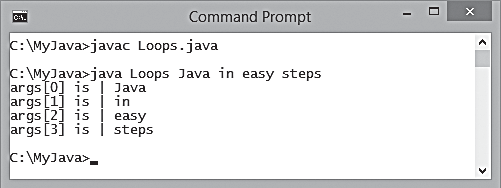 Command Prompt
C:\MyJava>javac Loops.java
C:\MyJava>java Loops Java in easy steps
args[0] is | Java
args[1] is | in
args[2] is | easy
args[3] is | steps
C:\MyJava>